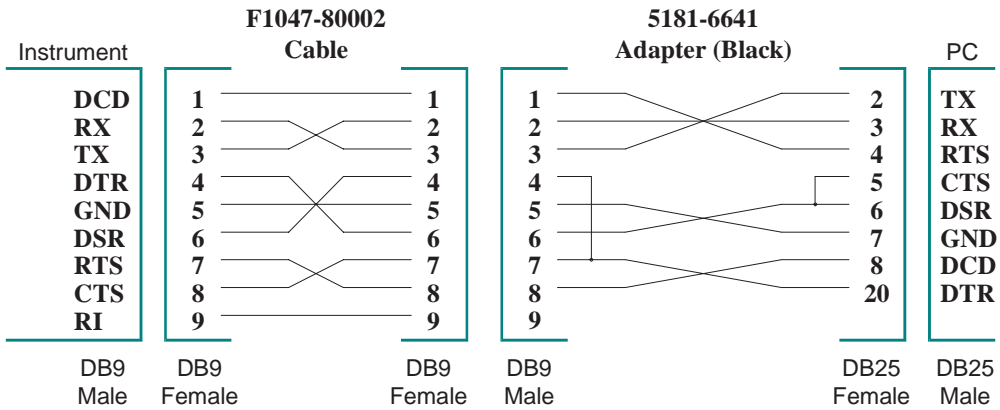 F1047-80002 5181-6641
Instrument Cable Adapter (Black) PC
DCD 1 1 1 2 TX
RX 2 2 2 3 RX
TX 3 3 3 4 RTS
DTR 4 4 4 5 CTS
GND 5 5 5 6 DSR
DSR 6 6 6 7 GND
RTS 7 7 7 8 DCD
CTS 8 8 8 20 DTR
RI 9 9 9
DB9 DB9 DB9 DB9 DB25 DB25
Male Female Female Male Female Male